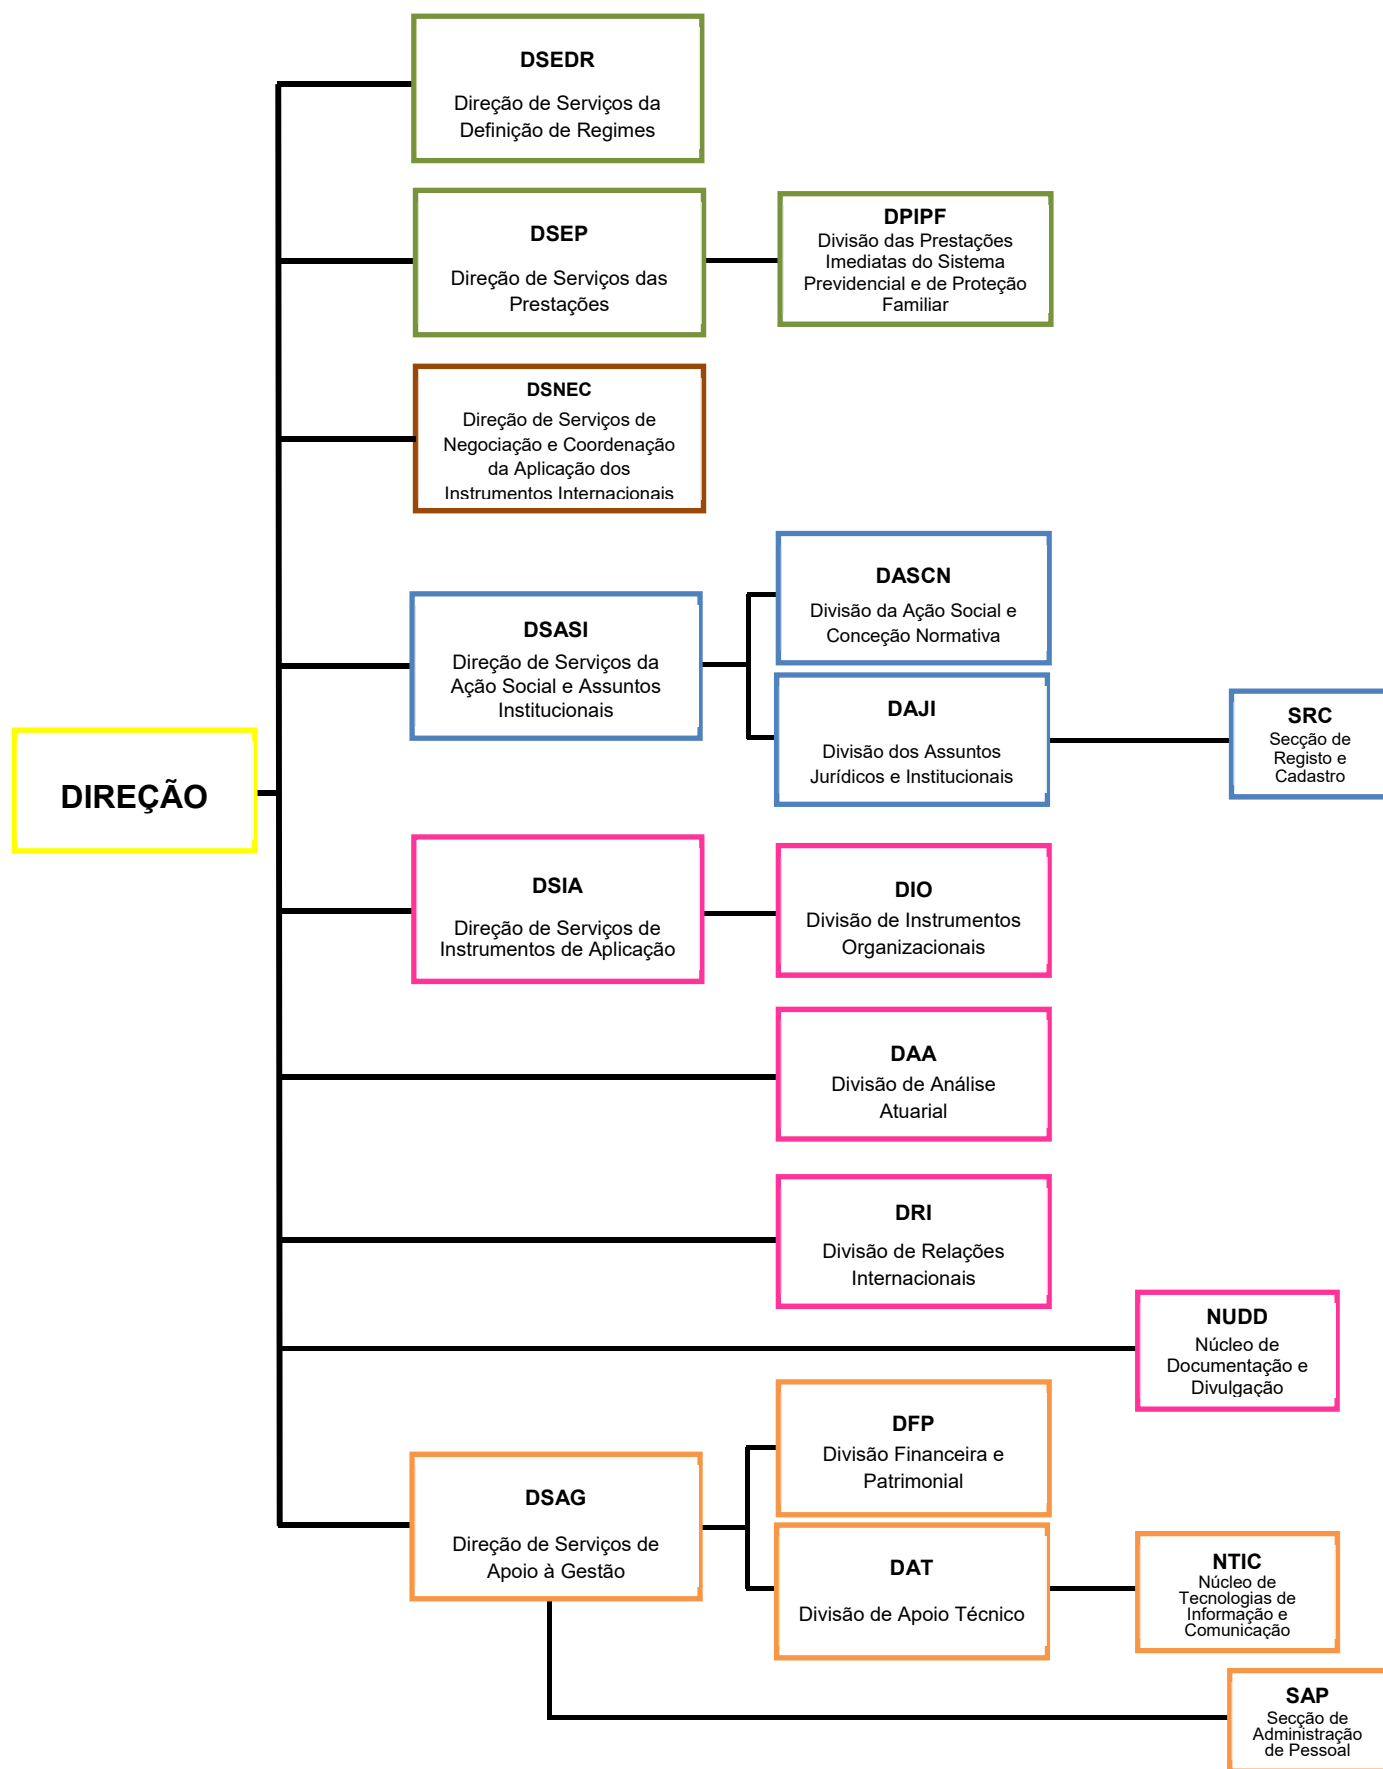 DSEDR
Direção de Serviços da
Definição de Regimes
DSEP
Direção de Serviços das
Prestações
DPIPF
Divisão das Prestações
Imediatas do Sistema
Previdencial e de Proteção
Familiar
DSNEC
Direção de Serviços de
Negociação e Coordenação
da Aplicação dos
Instrumentos Internacionais
DASCN
Divisão da Ação Social e
Conceção Normativa
DSASI
Direção de Serviços da
Ação Social e Assuntos
Institucionais
DAJI
Divisão dos Assuntos
Jurídicos e Institucionais
SRC
Secção de
Registo e
Cadastro
DIREÇÃO
DSIA
Direção de Serviços de
Instrumentos de Aplicação
DIO
Divisão de Instrumentos
Organizacionais
DAA
Divisão de Análise
Atuarial
DRI
Divisão de Relações
Internacionais
NUDD
Núcleo de
Documentação e
Divulgação
DFP
Divisão Financeira e
Patrimonial
DSAG
Direção de Serviços de
Apoio à Gestão
DAT
Divisão de Apoio Técnico
NTIC
Núcleo de
Tecnologias de
Informação e
Comunicação
SAP
Secção de
Administração
de Pessoal